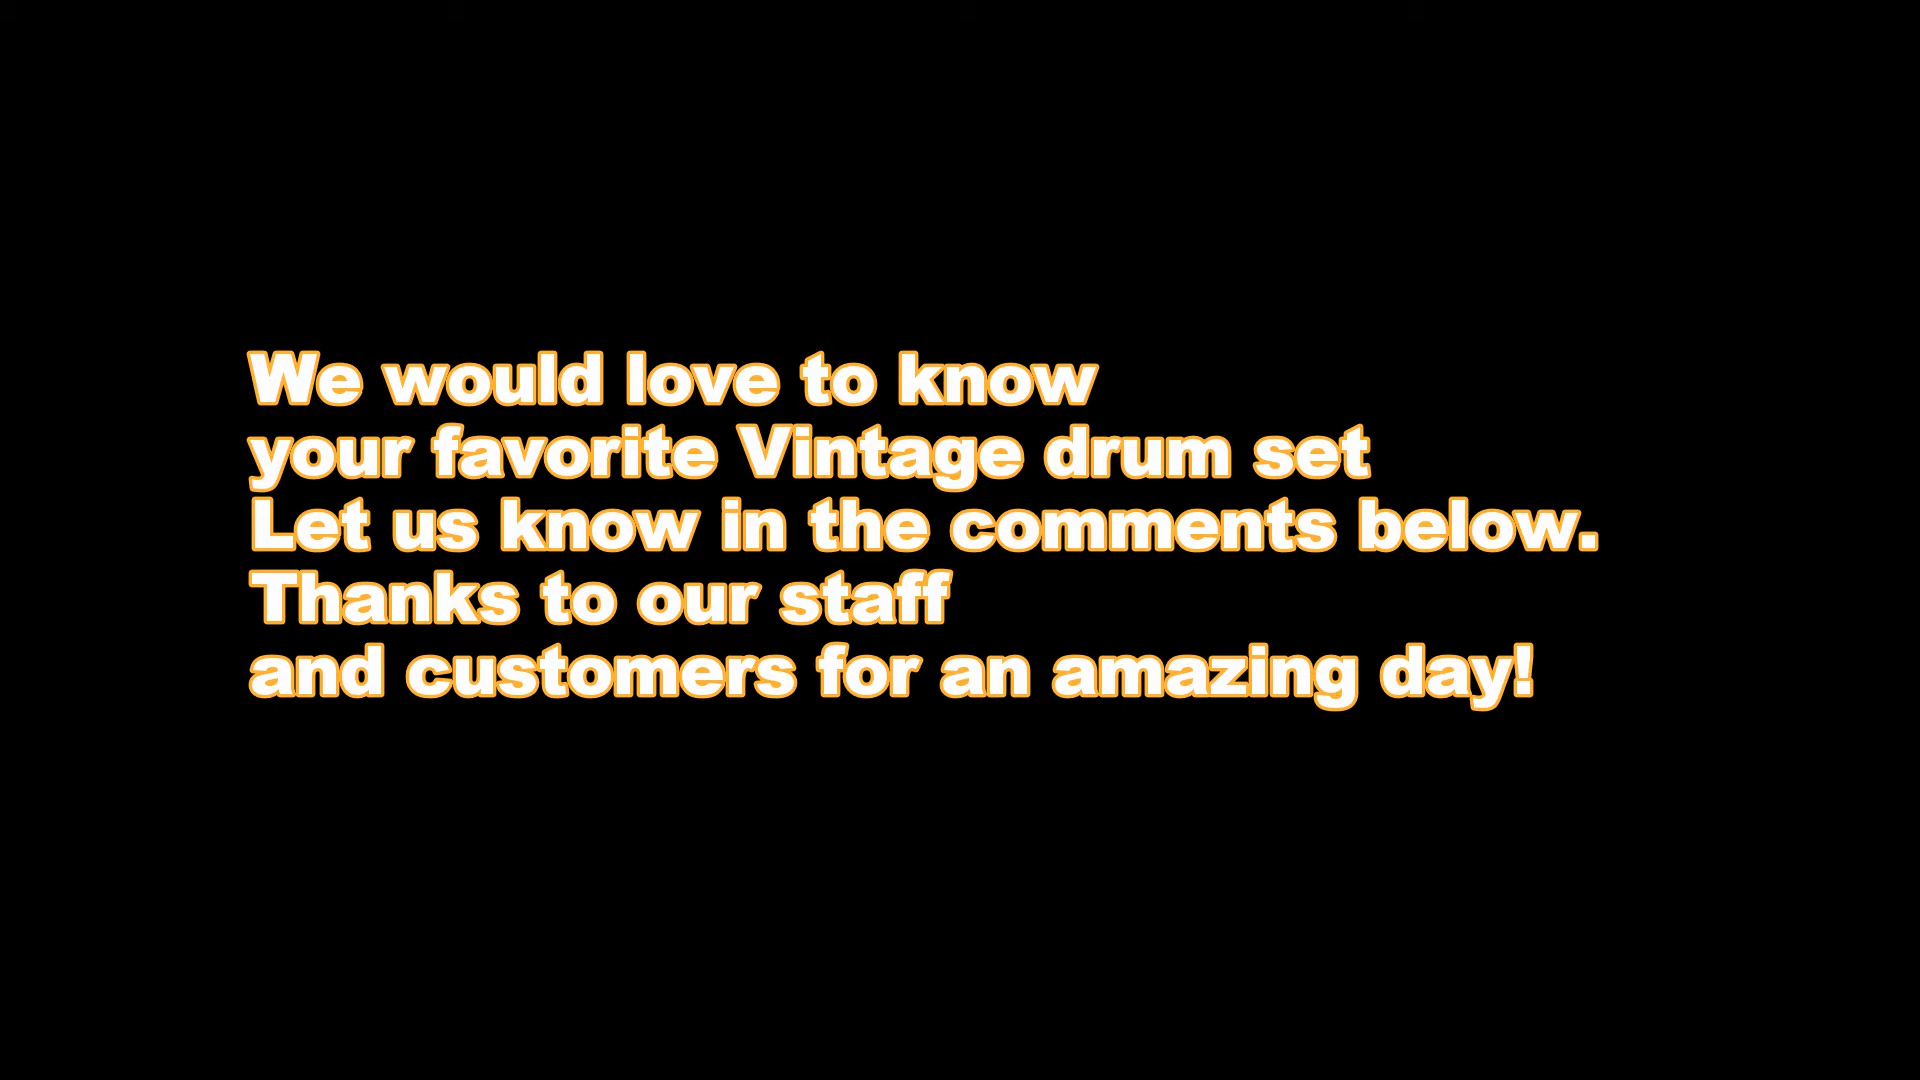 We would love to know
your favorite Vintage drum set
Let us know in the comments below.
Thanks to our staff
and customers for an amazing day!